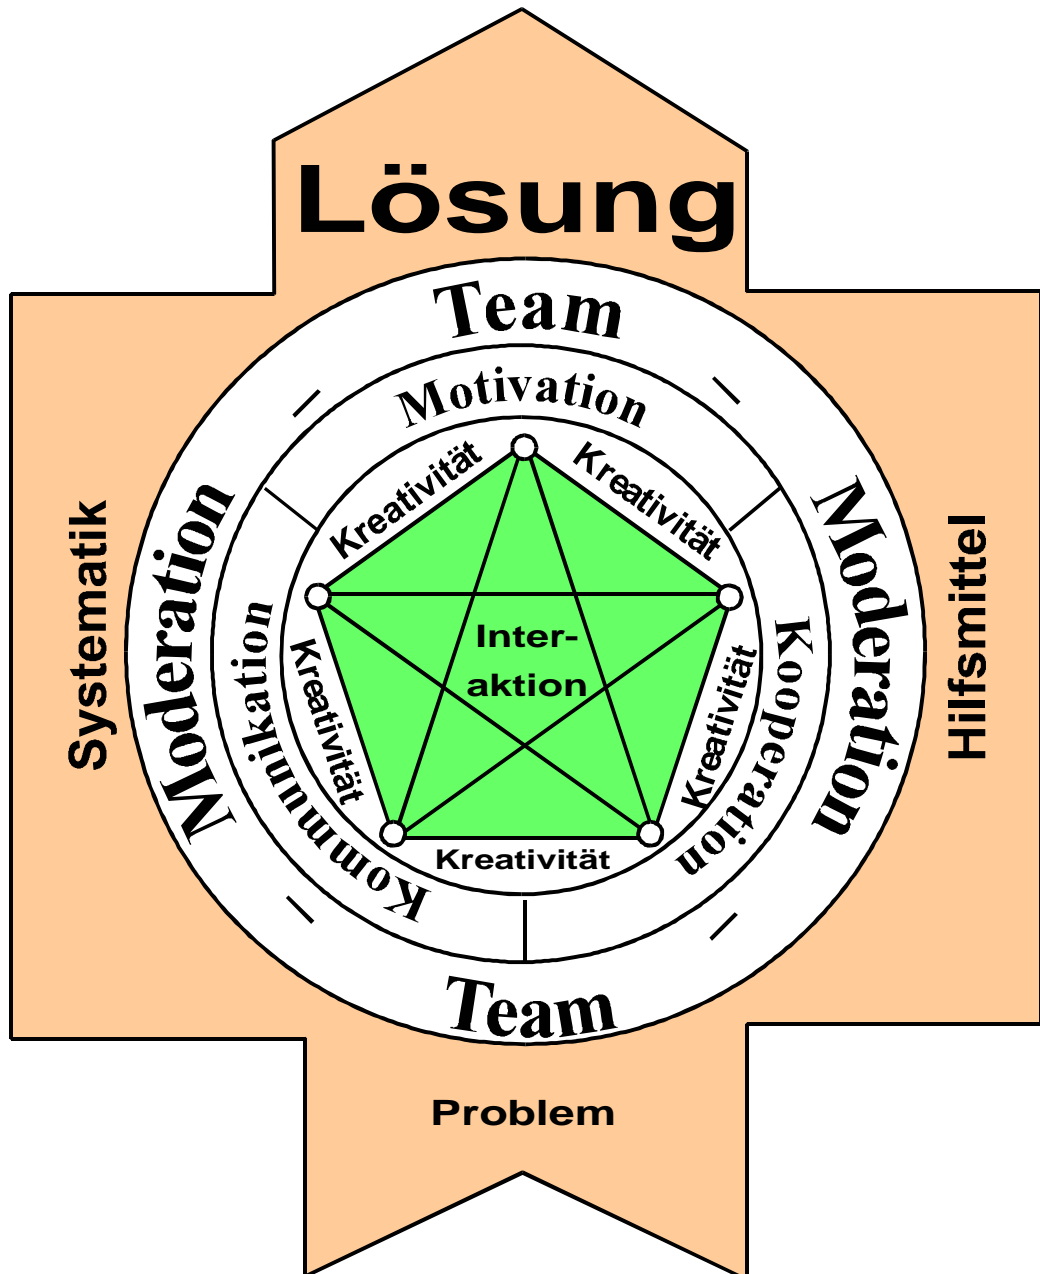 Lösung
Team
Motivation
Kreativität
Kreativität
Moderation
Moderation
Systematik
Hilfsmittel
Kommunikation
Kooperation
Inter-
aktion
Kreativität
Kreativität
Kreativität
Team
Problem